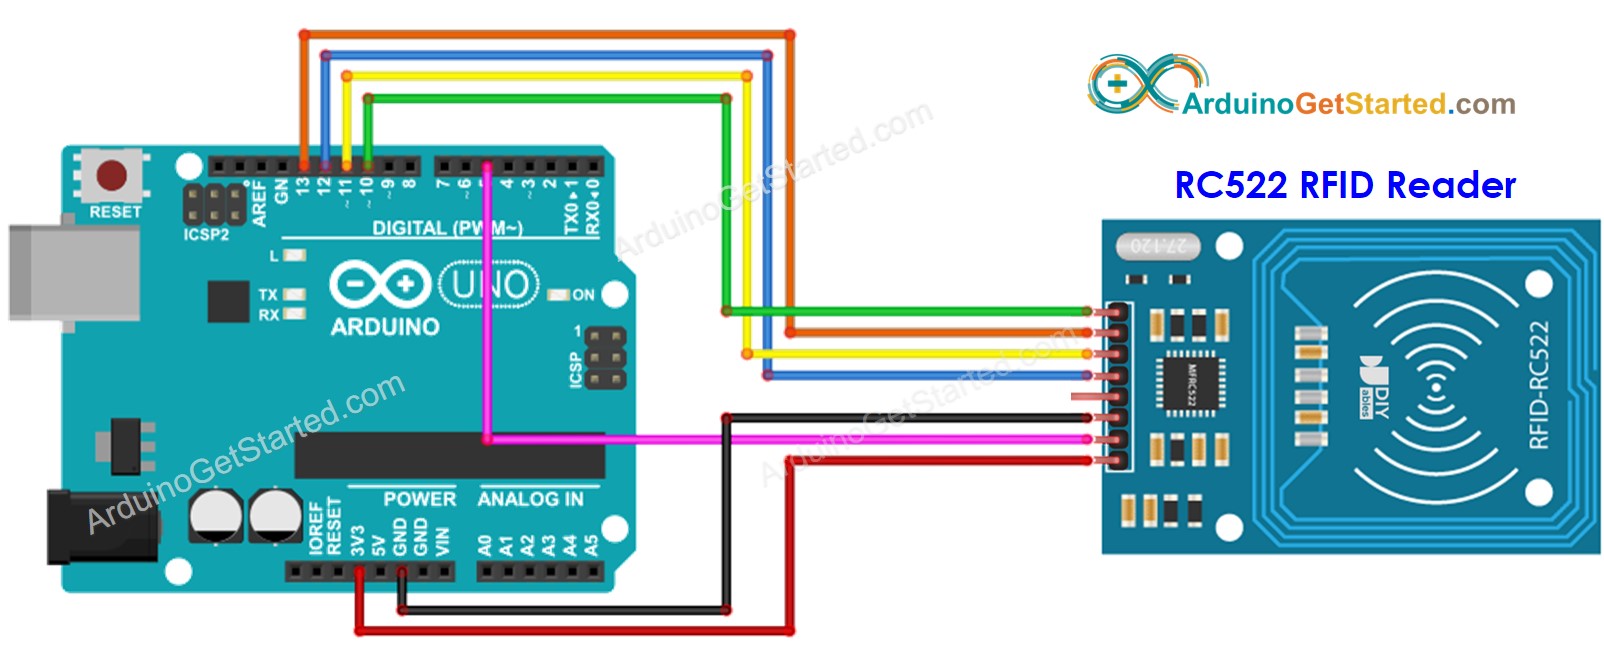 ArduinoGetStarted.com
RC522 RFID Reader
RESET
ICSP2
AREF
GN
13
12
~11
~10
~9
8
7
~6
5
4
~3
2
TX0▸1
RX0◂0
DIGITAL (PWM~)
L
TX
RX
UNO
ON
ARDUINO
1
ICSP
ArduinoGetStarted.com
ArduinoGetStarted.com
ArduinoGetStarted.com
POWER
ANALOG IN
IOREF
RESET
3V3
5V
GND
GND
VIN
A0
A1
A2
A3
A4
A5
27.120
MFRC522
DIY
ables
RFID-RC522